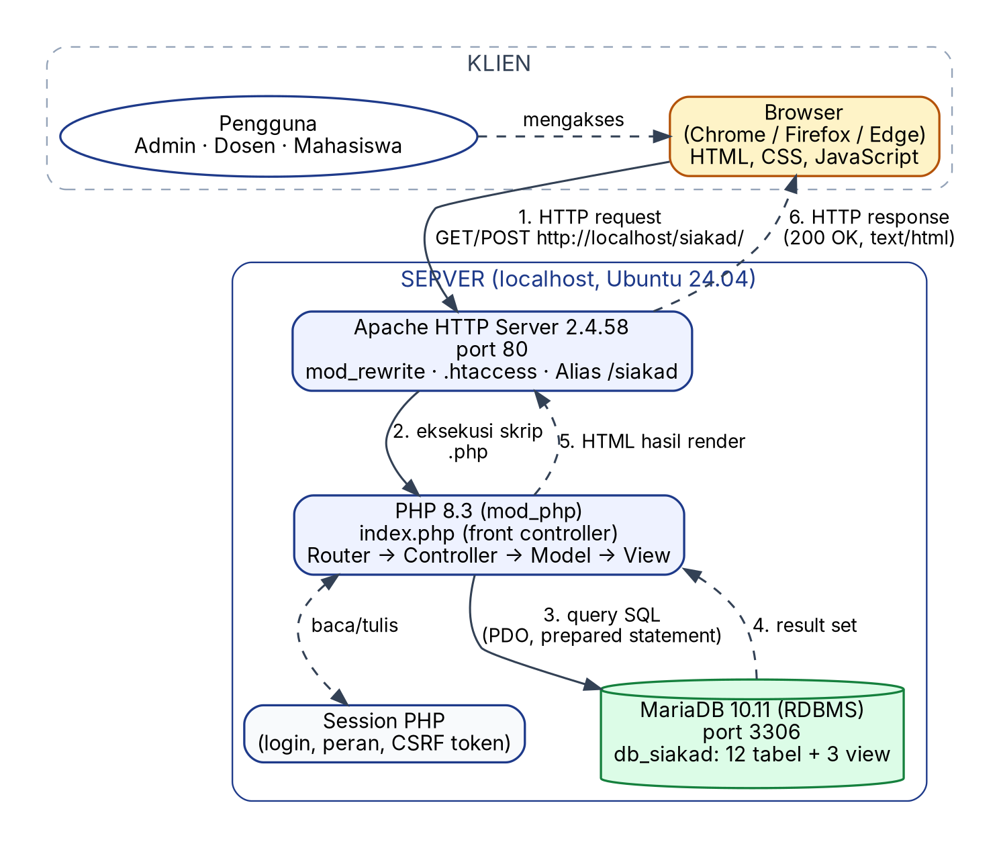 KLIEN
Pengguna
Admin · Dosen · Mahasiswa
mengakses
Browser
(Chrome / Firefox / Edge)
HTML, CSS, JavaScript
1. HTTP request
GET/POST http://localhost/siakad/
6. HTTP response
(200 OK, text/html)
SERVER (localhost, Ubuntu 24.04)
Apache HTTP Server 2.4.58
port 80
mod_rewrite · .htaccess · Alias /siakad
2. eksekusi skrip
.php
5. HTML hasil render
PHP 8.3 (mod_php)
index.php (front controller)
Router → Controller → Model → View
baca/tulis
3. query SQL
(PDO, prepared statement)
4. result set
Session PHP
(login, peran, CSRF token)
MariaDB 10.11 (RDBMS)
port 3306
db_siakad: 12 tabel + 3 view